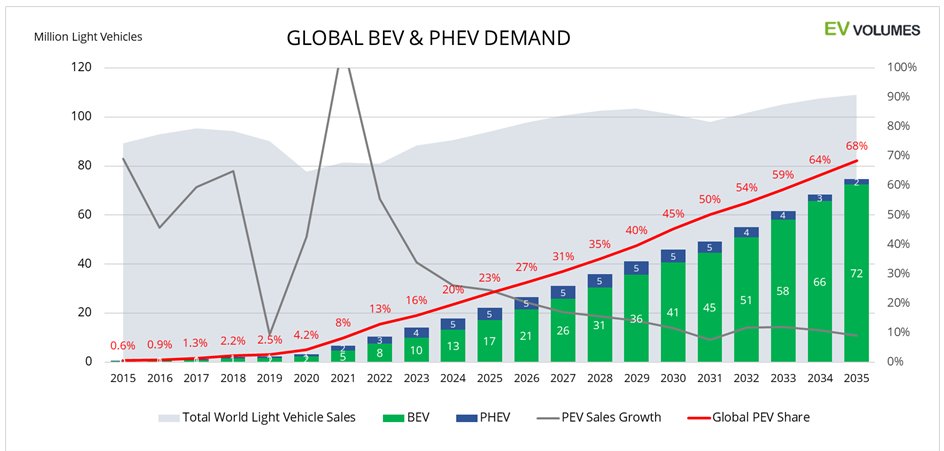 Million Light Vehicles
GLOBAL BEV & PHEV DEMAND
EV VOLUMES
120
100%
90%
100
80%
80
70%
60%
60
50%
40
40%
30%
20
20%
10%
0
0%
0.6% 0.9% 1.3% 2.2% 2.5% 4.2% 8% 13% 16% 20% 23% 27% 31% 35% 40% 45% 50% 54% 59% 64% 68%
2 3 4 5 5 5 5 5 5 5 5 4 4 3 2
2 2 5 8 10 13 17 21 26 31 36 41 45 51 58 66 72
2015 2016 2017 2018 2019 2020 2021 2022 2023 2024 2025 2026 2027 2028 2029 2030 2031 2032 2033 2034 2035
Total World Light Vehicle Sales BEV PHEV PEV Sales Growth Global PEV Share